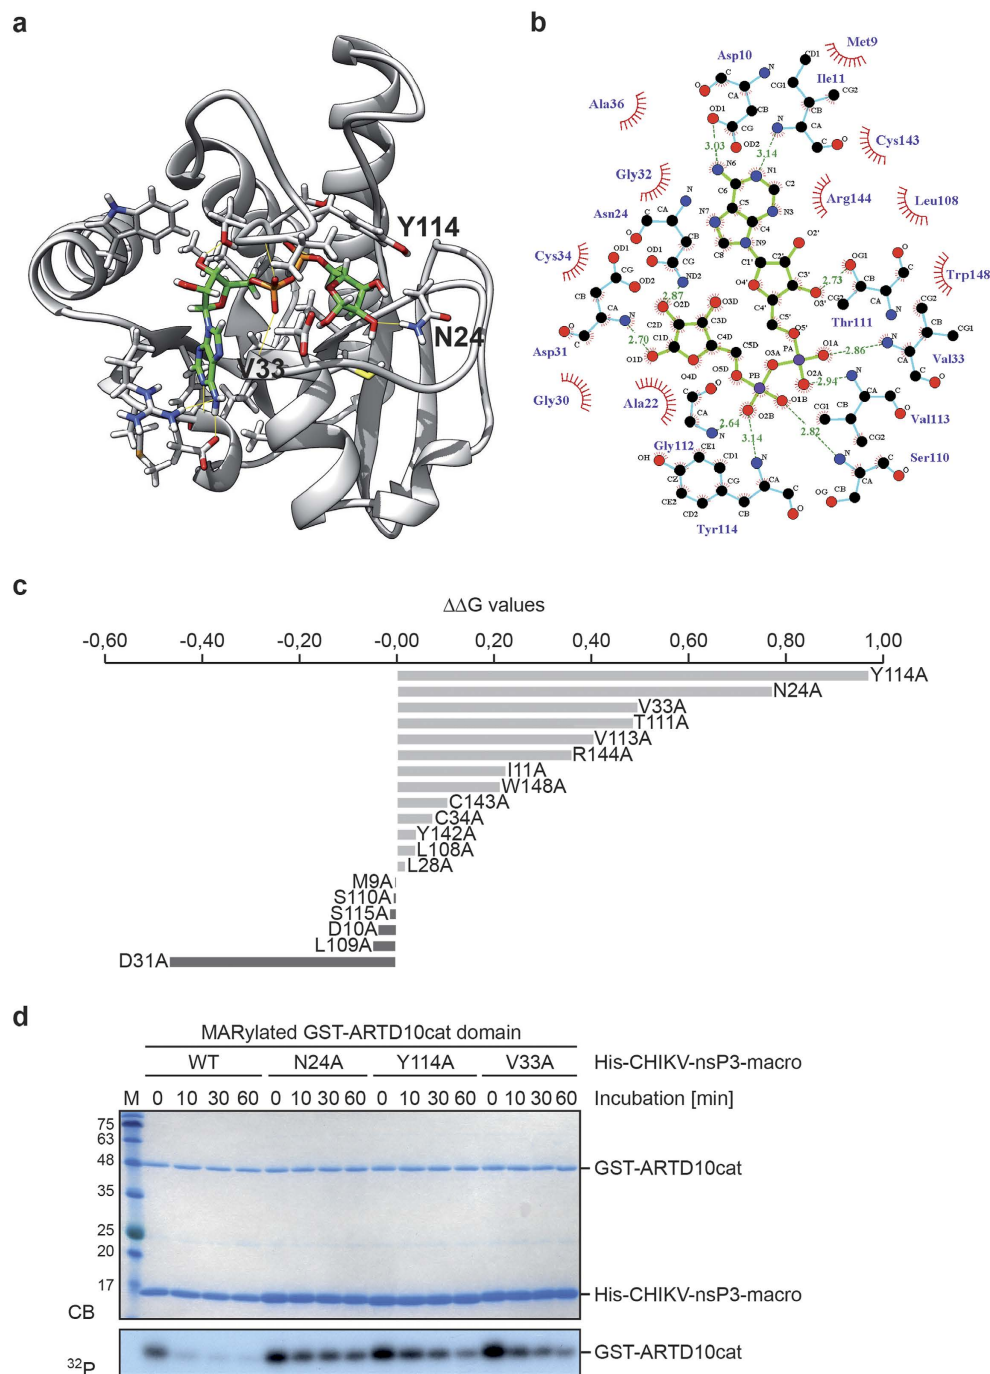 a
Y114
N24
V33
b
Met9
Asp10
Ile11
Ala36
Cys143
Gly32
Arg144
Leu108
Asn24
Cys34
Trp148
Thr111
Asp31
Val33
Gly30
Ala22
Val113
Gly112
Ser110
Tyr114
3.03
3.14
2.87
2.73
2.70
2.86
2.94
2.64
3.14
2.82
c
ΔΔG values
-0,60 -0,40 -0,20 -0,00 0,20 0,40 0,60 0,80 1,00
Y114A
N24A
V33A
T111A
V113A
R144A
I11A
W148A
C143A
C34A
Y142A
L108A
L28A
M9A
S110A
S115A
D10A
L109A
D31A
d
MARylated GST-ARTD10cat domain
WT N24A Y114A V33A His-CHIKV-nsP3-macro
M 0 10 30 60 0 10 30 60 0 10 30 60 0 10 30 60 Incubation [min]
75
63
48 GST-ARTD10cat
35
25
20
17 His-CHIKV-nsP3-macro
CB
32P GST-ARTD10cat